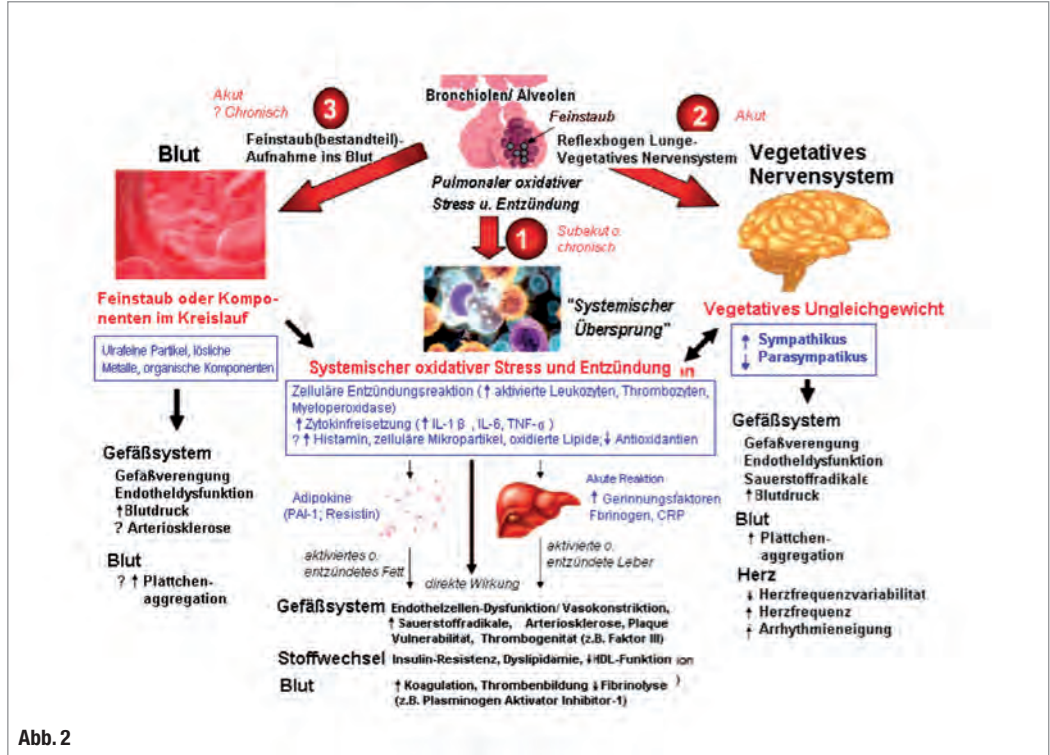 Akut
? Chronisch
3
Feinstaub(bestandteil)-
Aufnahme ins Blut
Bronchiolen/ Alveolen
Feinstaub
Pulmonaler oxidativer
Stress u. Entzündung
2
Akut
Reflexbogen Lunge-
Vegetatives Nervensystem
Blut
Vegetatives
Nervensystem
1
Subakut o.
chronisch
"Systemischer
Übersprung"
Feinstaub oder Kompo-
nenten im Kreislauf
Ulrafeine Partikel, lösliche
Metalle, organische Komponenten
Gefäßsystem
Gefäßverengung
Endotheldysfunktion
↑Blutdruck
? Arteriosklerose
Blut
? ↑ Plättchen-
aggregation
Systemischer oxidativer Stress und Entzündung
Zelluläre Entzündungsreaktion (↑ aktivierte Leukozyten, Thrombozyten,
Myeloperoxidase)
↑Zytokinfreisetzung (↑ IL-1 β , IL-6, TNF-α )
? ↑ Histamin, zelluläre Mikropartikel, oxidierte Lipide; ↓ Antioxidantien
Adipokine
(PAI-1; Resistin)
Akute Reaktion
↑ Gerinnungsfaktoren
Fbrinogen, CRP
aktiviertes o.
entzündetes Fett
direkte Wirkung
aktivierte o.
entzündete Leber
Gefäßsystem Endothelzellen-Dysfunktion/ Vasokonstriktion,
↑ Sauerstoffradikale, Arteriosklerose, Plaque
Vulnerabilität, Thrombogenität (z.B. Faktor III)
Stoffwechsel Insulin-Resistenz, Dyslipidämie, ↓HDL-Funktion ion
Blut ↑ Koagulation, Thrombenbildung ↓ Fibrinolyse )
(z.B. Plasminogen Aktivator Inhibitor-1)
Vegetatives Ungleichgewicht
↑ Sympathikus
↓ Parasympatikus
Gefäßsystem
Gefäßverengung
Endotheldysfunktion
Sauerstoffradikale
↑Blutdruck
Blut
↑ Plättchen-
aggregation
Herz
↓ Herzfrequenzvariabilität
↑ Herzfrequenz
↑ Arrhythmieneigung
Abb. 2